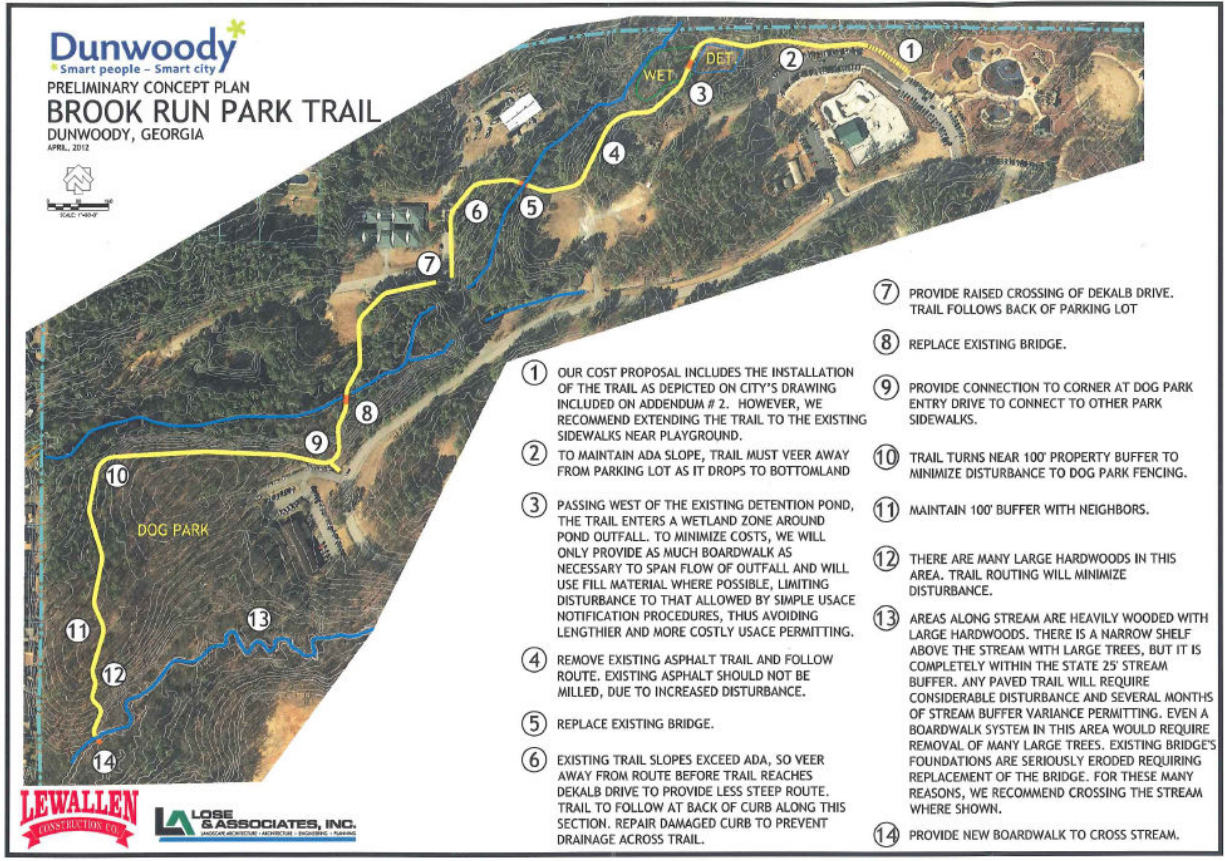 Dunwoody*
*Smart people – Smart city
PRELIMINARY CONCEPT PLAN
BROOK RUN PARK TRAIL
DUNWOODY, GEORGIA
APRIL, 2012
WET.
DET.
1
2
3
4
5
6
7
8
9
10
DOG PARK
11
12
13
14
1 OUR COST PROPOSAL INCLUDES THE INSTALLATION
OF THE TRAIL AS DEPICTED ON CITY'S DRAWING
INCLUDED ON ADDENDUM # 2. HOWEVER, WE
RECOMMEND EXTENDING THE TRAIL TO THE EXISTING
SIDEWALKS NEAR PLAYGROUND.
2 TO MAINTAIN ADA SLOPE, TRAIL MUST VEER AWAY
FROM PARKING LOT AS IT DROPS TO BOTTOMLAND
3 PASSING WEST OF THE EXISTING DETENTION POND,
THE TRAIL ENTERS A WETLAND ZONE AROUND
POND OUTFALL. TO MINIMIZE COSTS, WE WILL
ONLY PROVIDE AS MUCH BOARDWALK AS
NECESSARY TO SPAN FLOW OF OUTFALL AND WILL
USE FILL MATERIAL WHERE POSSIBLE, LIMITING
DISTURBANCE TO THAT ALLOWED BY SIMPLE USACE
NOTIFICATION PROCEDURES, THUS AVOIDING
LENGTHIER AND MORE COSTLY USACE PERMITTING.
4 REMOVE EXISTING ASPHALT TRAIL AND FOLLOW
ROUTE. EXISTING ASPHALT SHOULD NOT BE
MILLED, DUE TO INCREASED DISTURBANCE.
5 REPLACE EXISTING BRIDGE.
6 EXISTING TRAIL SLOPES EXCEED ADA, SO VEER
AWAY FROM ROUTE BEFORE TRAIL REACHES
DEKALB DRIVE TO PROVIDE LESS STEEP ROUTE.
TRAIL TO FOLLOW AT BACK OF CURB ALONG THIS
SECTION. REPAIR DAMAGED CURB TO PREVENT
DRAINAGE ACROSS TRAIL.
7 PROVIDE RAISED CROSSING OF DEKALB DRIVE.
TRAIL FOLLOWS BACK OF PARKING LOT
8 REPLACE EXISTING BRIDGE.
9 PROVIDE CONNECTION TO CORNER AT DOG PARK
ENTRY DRIVE TO CONNECT TO OTHER PARK
SIDEWALKS.
10 TRAIL TURNS NEAR 100' PROPERTY BUFFER TO
MINIMIZE DISTURBANCE TO DOG PARK FENCING.
11 MAINTAIN 100' BUFFER WITH NEIGHBORS.
12 THERE ARE MANY LARGE HARDWOODS IN THIS
AREA. TRAIL ROUTING WILL MINIMIZE
DISTURBANCE.
13 AREAS ALONG STREAM ARE HEAVILY WOODED WITH
LARGE HARDWOODS. THERE IS A NARROW SHELF
ABOVE THE STREAM WITH LARGE TREES, BUT IT IS
COMPLETELY WITHIN THE STATE 25' STREAM
BUFFER. ANY PAVED TRAIL WILL REQUIRE
CONSIDERABLE DISTURBANCE AND SEVERAL MONTHS
OF STREAM BUFFER VARIANCE PERMITTING. EVEN A
BOARDWALK SYSTEM IN THIS AREA WOULD REQUIRE
REMOVAL OF MANY LARGE TREES. EXISTING BRIDGE'S
FOUNDATIONS ARE SERIOUSLY ERODED REQUIRING
REPLACEMENT OF THE BRIDGE. FOR THESE MANY
REASONS, WE RECOMMEND CROSSING THE STREAM
WHERE SHOWN.
14 PROVIDE NEW BOARDWALK TO CROSS STREAM.
LEWALLEN
CONSTRUCTION CO.
LA LOSE
& ASSOCIATES, INC.
LANDSCAPE ARCHITECTURE • ARCHITECTURE • ENGINEERING • PLANNING